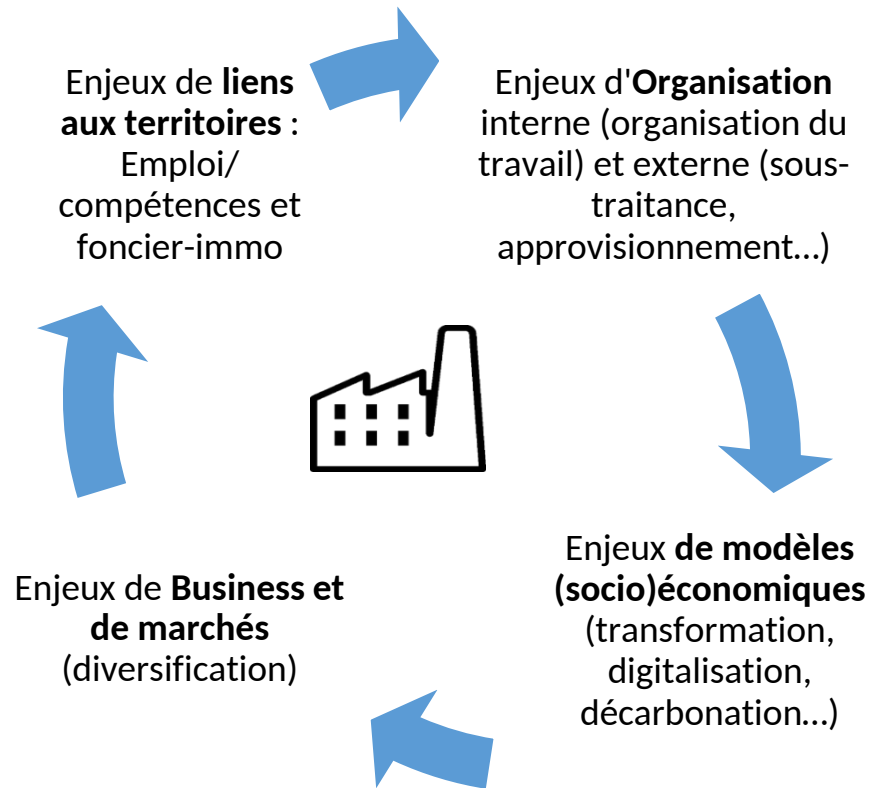 Enjeux de liens
aux territoires :
Emploi/
compétences et
foncier-immo
Enjeux d'Organisation
interne (organisation du
travail) et externe (sous-
traitance,
approvisionnement…)
Enjeux de modèles
(socio)économiques
(transformation,
digitalisation,
décarbonation…)
Enjeux de Business et
de marchés
(diversification)